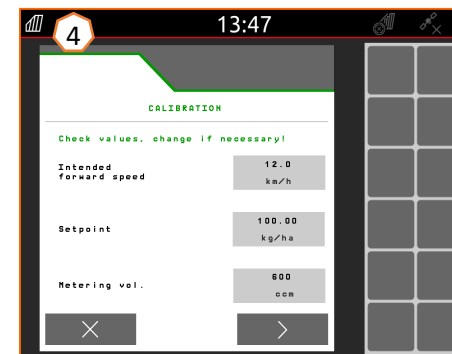 4
13:47
CALIBRATION
Check values, change if necessary!
Intended
forward speed
12.0
km/h
Setpoint
100.00
kg/ha
Metering vol.
600
ccm